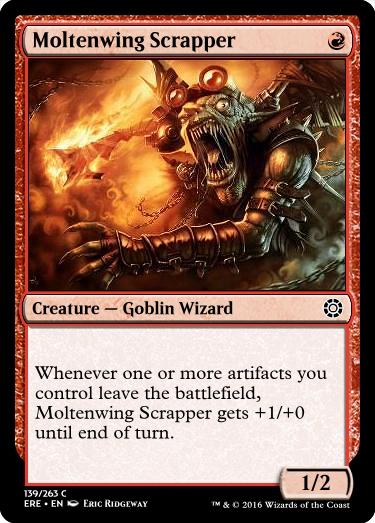 Moltenwing Scrapper
Creature — Goblin Wizard
Whenever one or more artifacts you
control leave the battlefield,
Moltenwing Scrapper gets +1/+0
until end of turn.
1/2
139/263 C
ERE • EN Eric Ridgeway
™ & © 2016 Wizards of the Coast